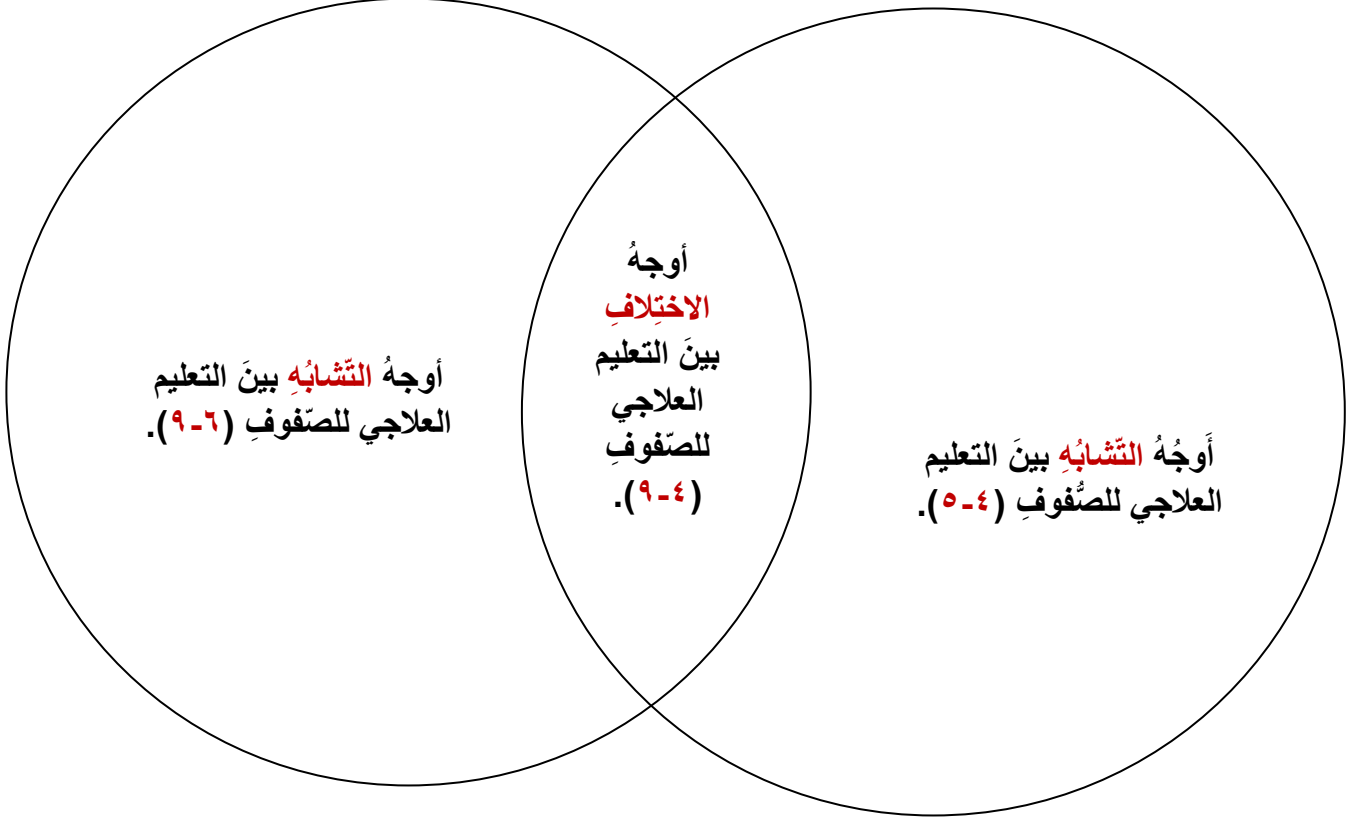 أَوجُهُ التّشابُهِ بينَ التعليم
العلاجي للصُّفوفِ (٤-٥).
أوجهُ
الاختِلافِ
بينَ التعليم
العلاجي
للصّفوفِ
(٤-٩).
أوجهُ التّشابُهِ بينَ التعليم
العلاجي للصّفوفِ (٦-٩).